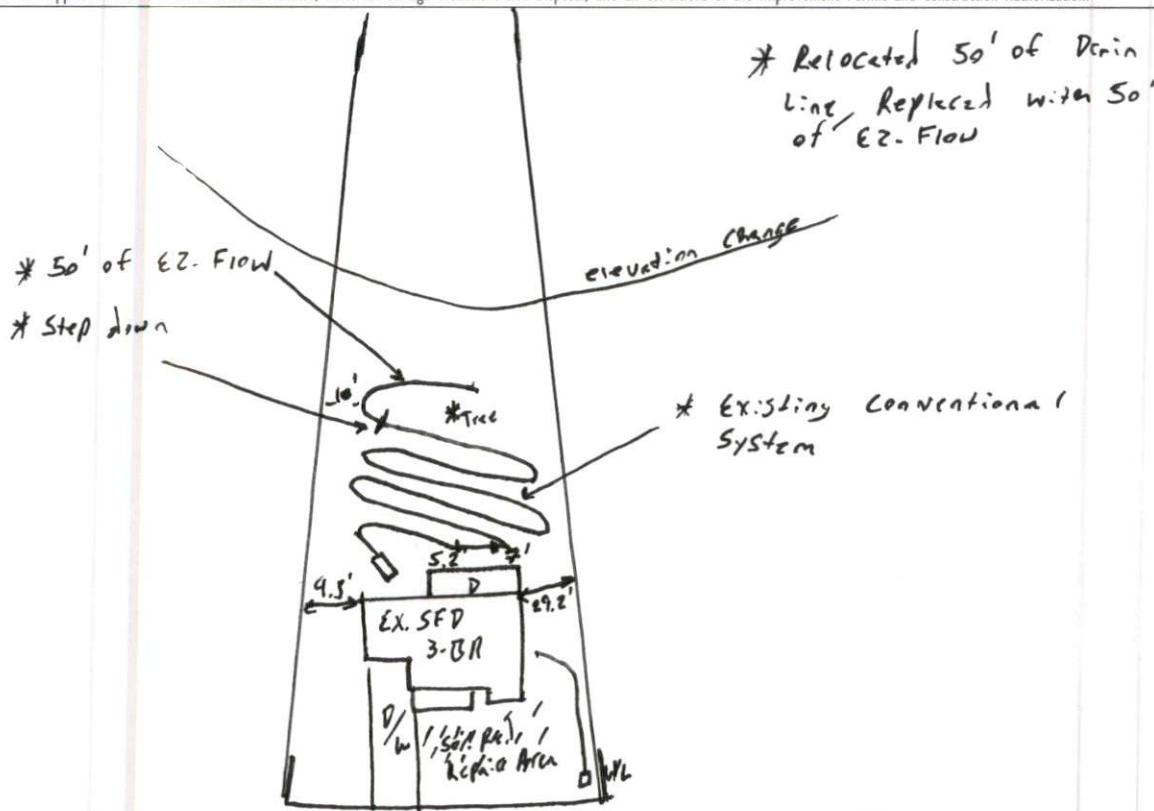 * Relocated 50' of Drain
Line, Replaced with 50'
of EZ-Flow
elevation change
* 50' of EZ-Flow
* Step down
10'
*Tree
* Existing Conventional
System
5.2' 7'
D
9.3'
29.2'
EX. SFD
3-BR
D/W
Repair Area